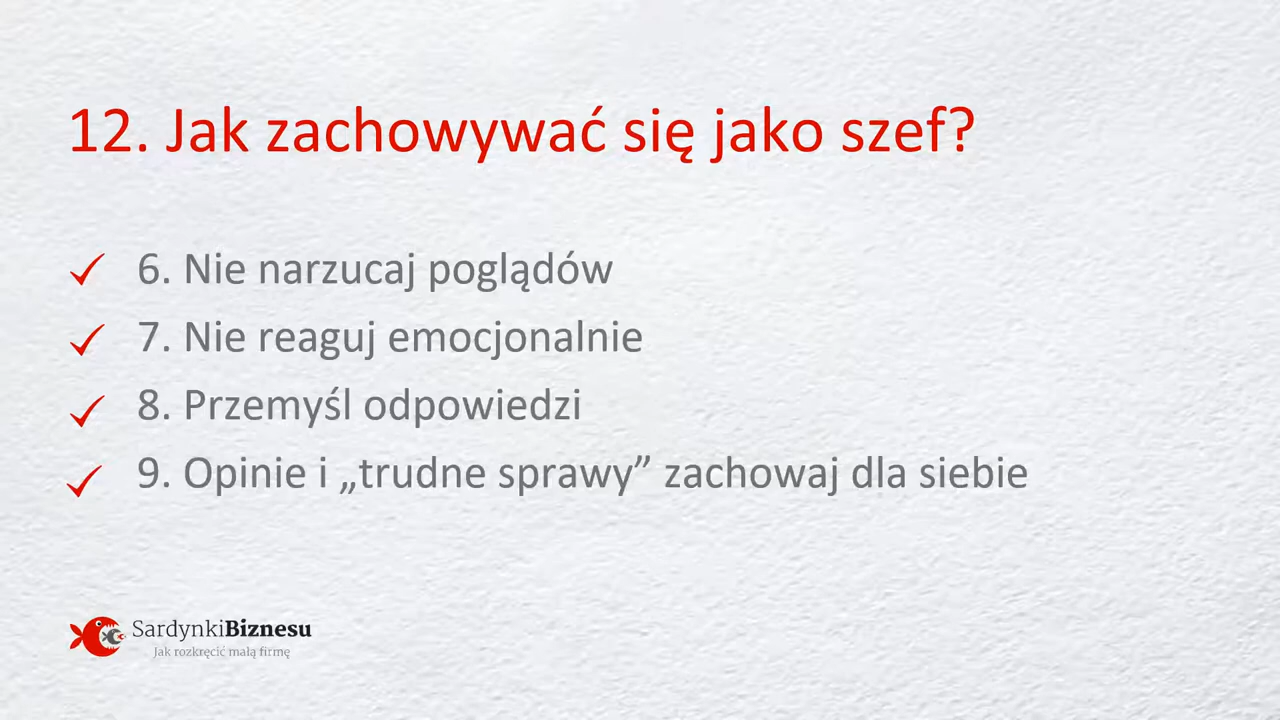 12. Jak zachowywać się jako szef?
6. Nie narzucaj poglądów
7. Nie reaguj emocjonalnie
8. Przemyśl odpowiedzi
9. Opinie i „trudne sprawy” zachowaj dla siebie
SardynkiBiznesu
Jak rozkręcić małą firmę